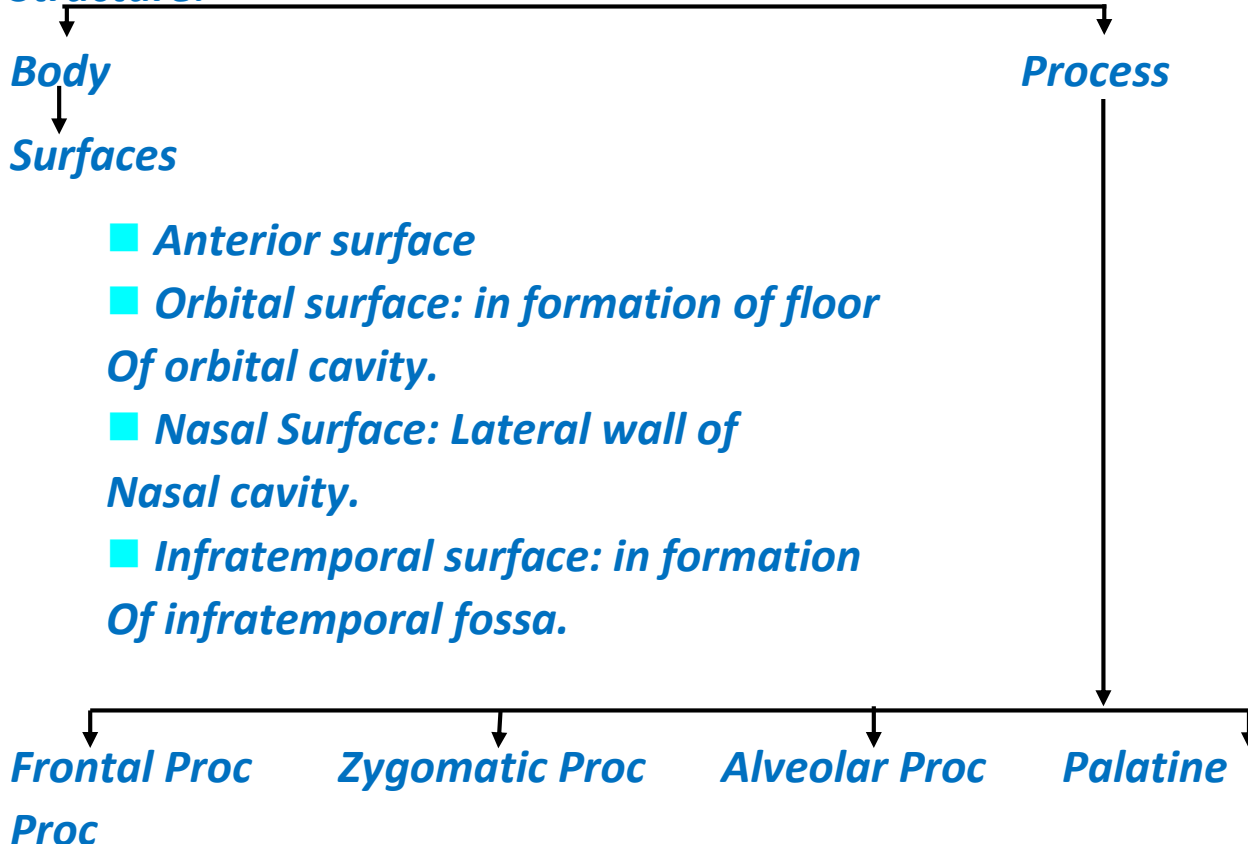 Body Process
Surfaces
■ Anterior surface
■ Orbital surface: in formation of floor
Of orbital cavity.
■ Nasal Surface: Lateral wall of
Nasal cavity.
■ Infratemporal surface: in formation
Of infratemporal fossa.
Frontal Proc Zygomatic Proc Alveolar Proc Palatine
Proc